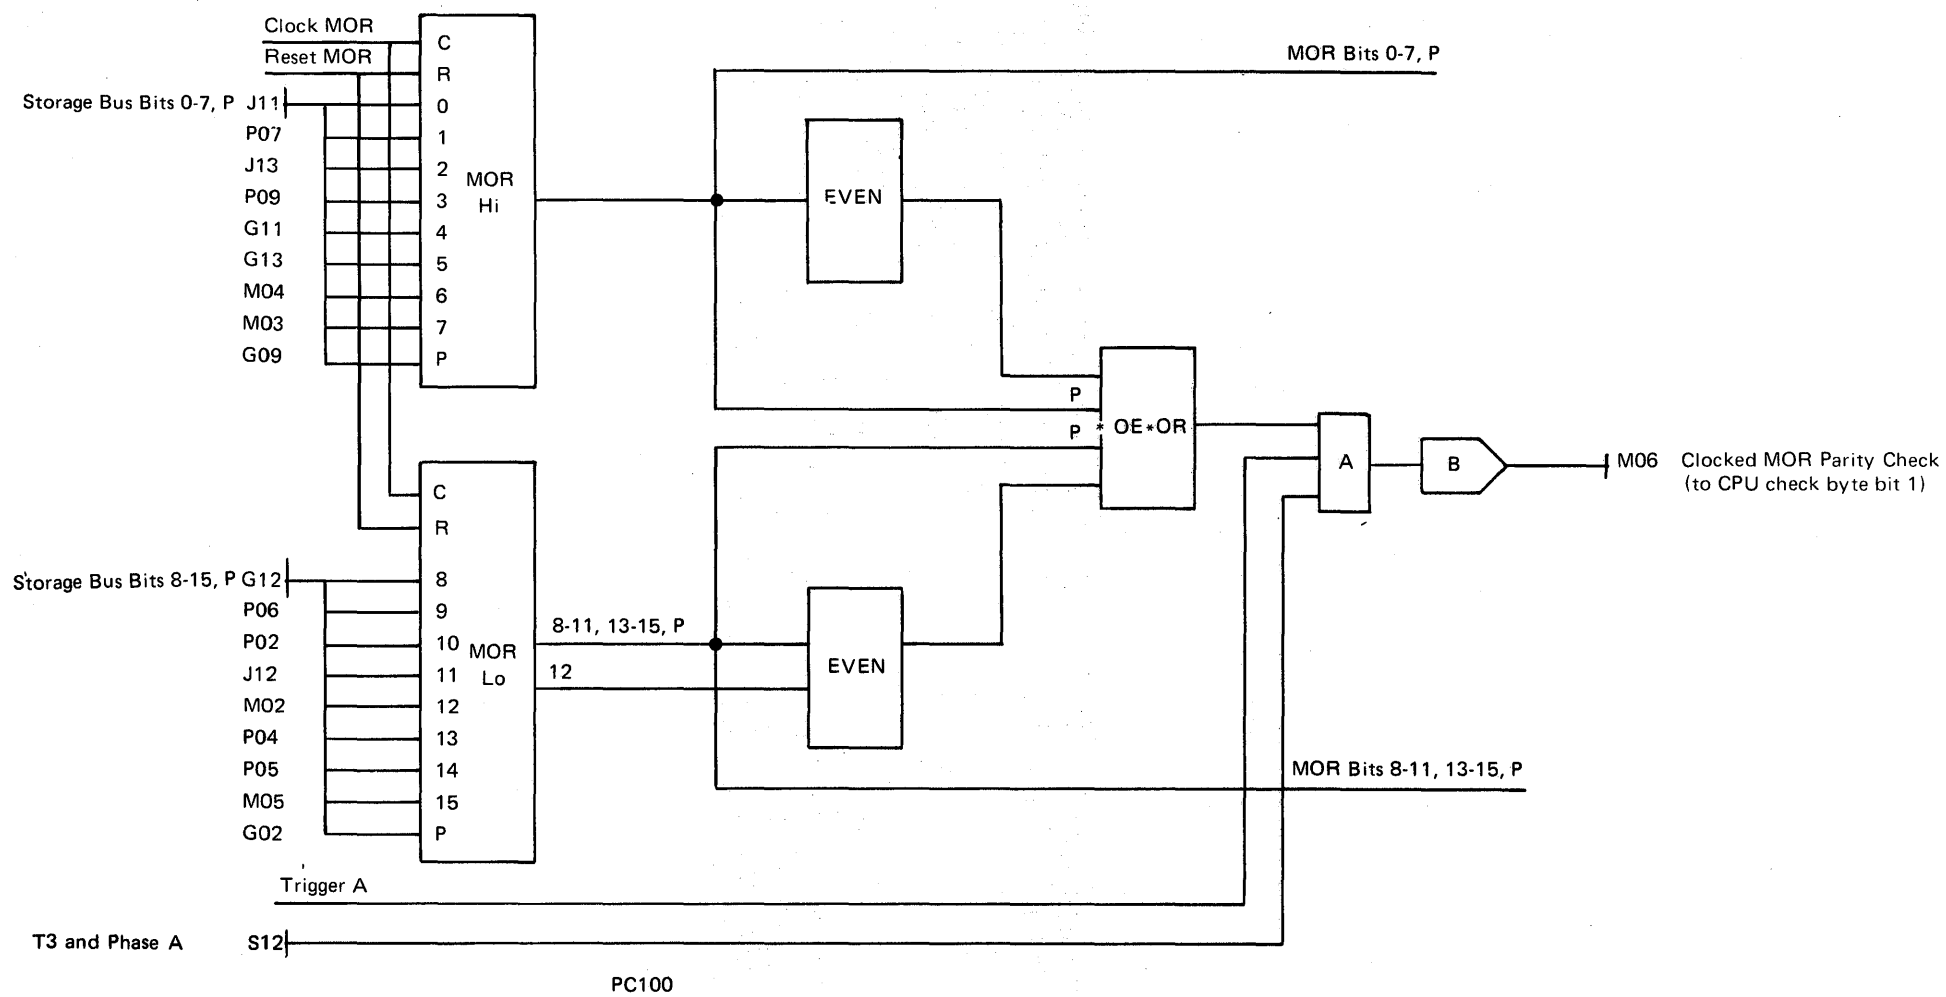 Clock MOR
C
Reset MOR
R
MOR Bits 0-7, P
Storage Bus Bits 0-7, P J11 0
P07 1
J13 2
MOR
Hi
P09 3
EVEN
G11 4
G13 5
M04 6
M03 7
G09 P
P
P * OE*OR
A
B
M06 Clocked MOR Parity Check
(to CPU check byte bit 1)
C
R
Storage Bus Bits 8-15, P G12 8
P06 9
8-11, 13-15, P
P02 10
MOR
Lo
EVEN
J12 11
12
M02 12
P04 13
P05 14
MOR Bits 8-11, 13-15, P
M05 15
G02 P
Trigger A
T3 and Phase A S12
PC100